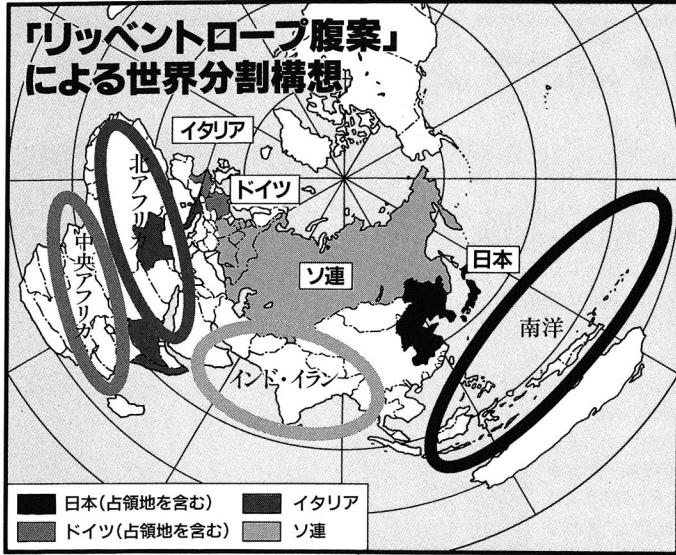 「リッベントロープ腹案」
による世界分割構想
イタリア
ドイツ
北アフリカ
中央アフリカ
ソ連
日本
南洋
インド・イラン
日本(占領地を含む)
イタリア
ドイツ(占領地を含む)
ソ連